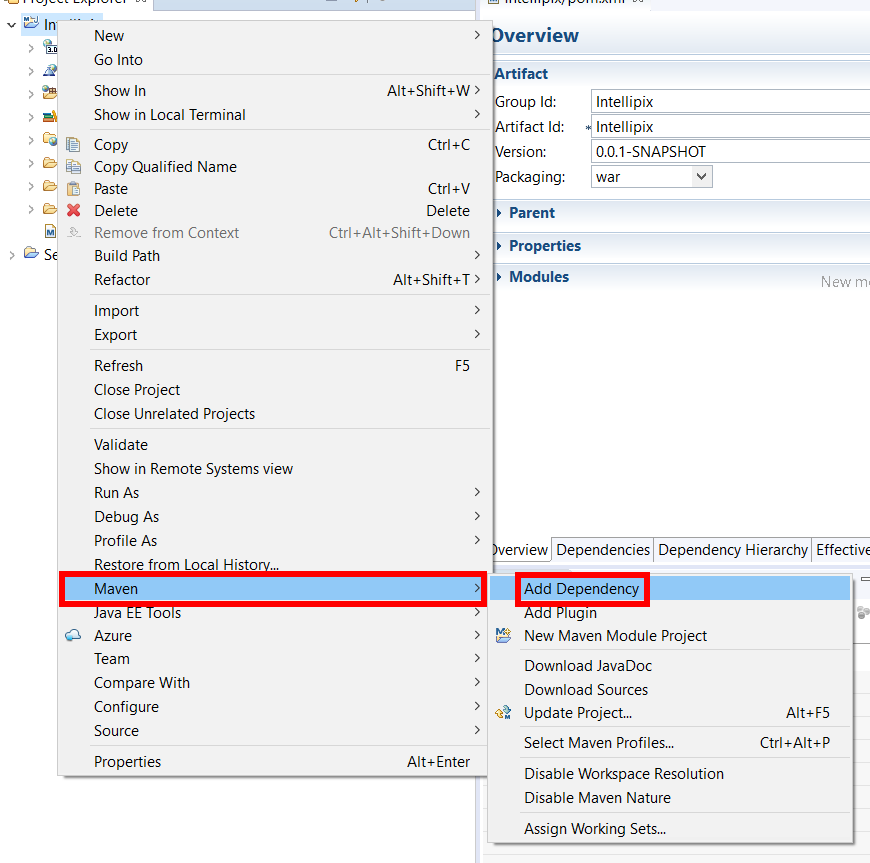 Project Explorer
Intellipix/pom.xml
Overview
Artifact
Group Id: Intellipix
Artifact Id: * Intellipix
Version: 0.0.1-SNAPSHOT
Packaging: war
Parent
Properties
Modules
New
New
Go Into
Show In Alt+Shift+W
Show in Local Terminal
Copy Ctrl+C
Copy Qualified Name
Paste Ctrl+V
Delete Delete
Remove from Context Ctrl+Alt+Shift+Down
Build Path
Refactor Alt+Shift+T
Import
Export
Refresh F5
Close Project
Close Unrelated Projects
Validate
Show in Remote Systems view
Run As
Debug As
Profile As
Restore from Local History...
Maven
Java EE Tools
Azure
Team
Compare With
Configure
Source
Properties Alt+Enter
Overview Dependencies Dependency Hierarchy Effective
Add Dependency
Add Plugin
New Maven Module Project
Download JavaDoc
Download Sources
Update Project... Alt+F5
Select Maven Profiles... Ctrl+Alt+P
Disable Workspace Resolution
Disable Maven Nature
Assign Working Sets...